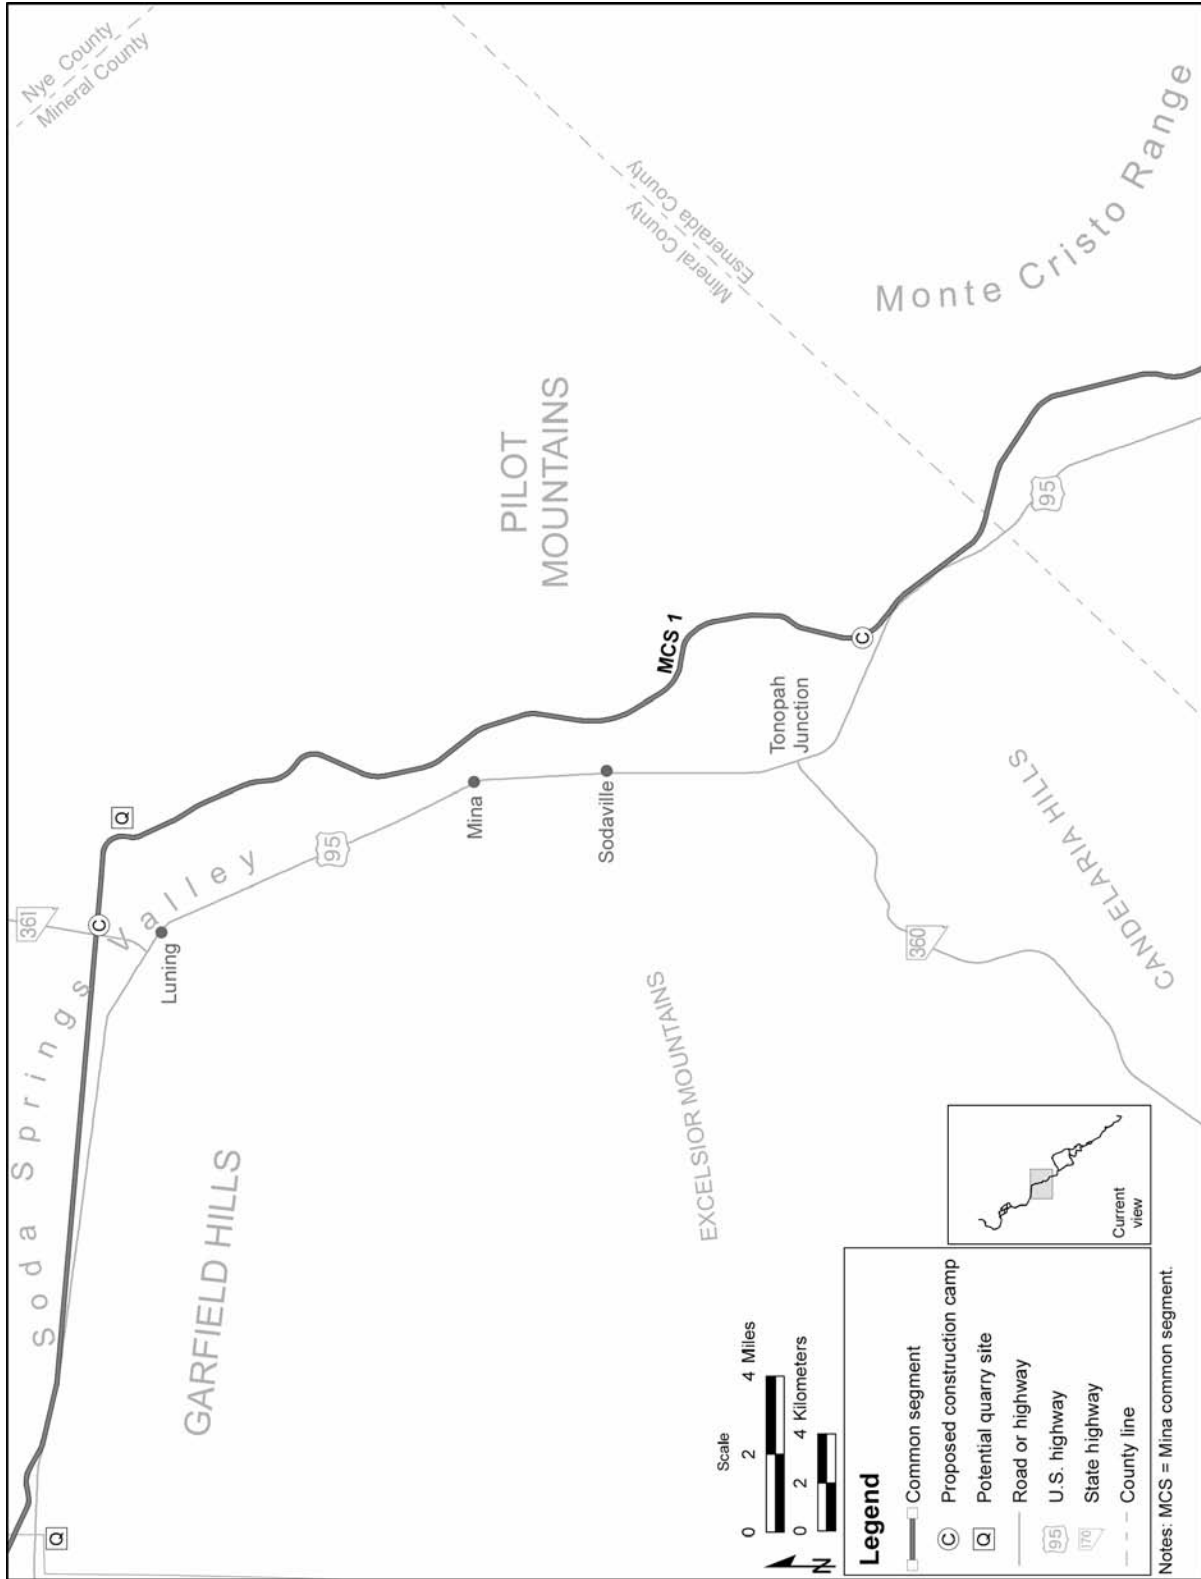 Nye County
Mineral County
361
Soda Springs Valley
C
Q
Luning
95
GARFIELD HILLS
Q
Mina
Sodaville
PILOT
MOUNTAINS
MCS 1
Mineral County
Esmeralda County
EXCELSIOR MOUNTAINS
Tonopah
Junction
C
Monte Cristo Range
360
95
CANDELARIA HILLS
Scale
0 2 4 Miles
0 2 4 Kilometers
N
Legend
Common segment
C Proposed construction camp
Q Potential quarry site
Road or highway
95 U.S. highway
170 State highway
County line
Current
view
Notes: MCS = Mina common segment.